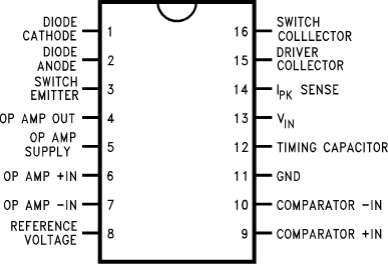 DIODE
CATHODE
1
DIODE
ANODE
2
SWITCH
EMITTER
3
OP AMP OUT
4
OP AMP
SUPPLY
5
OP AMP +IN
6
OP AMP −IN
7
REFERENCE
VOLTAGE
8
16
SWITCH
COLLLECTOR
15
DRIVER
COLLECTOR
14
IPK SENSE
13
VIN
12
TIMING CAPACITOR
11
GND
10
COMPARATOR −IN
9
COMPARATOR +IN